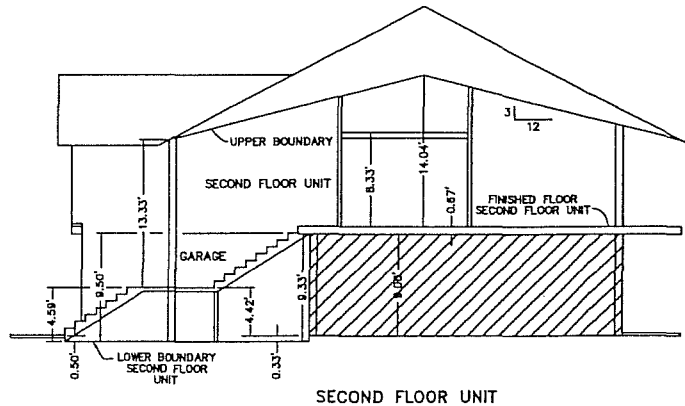 3
12
UPPER BOUNDARY
SECOND FLOOR UNIT
13.33'
8.33'
14.04'
0.67'
FINISHED FLOOR
SECOND FLOOR UNIT
GARAGE
4.59'
9.50'
4.42'
9.33'
LOWER BOUNDARY
SECOND FLOOR
UNIT
0.50'
0.33'
SECOND FLOOR UNIT